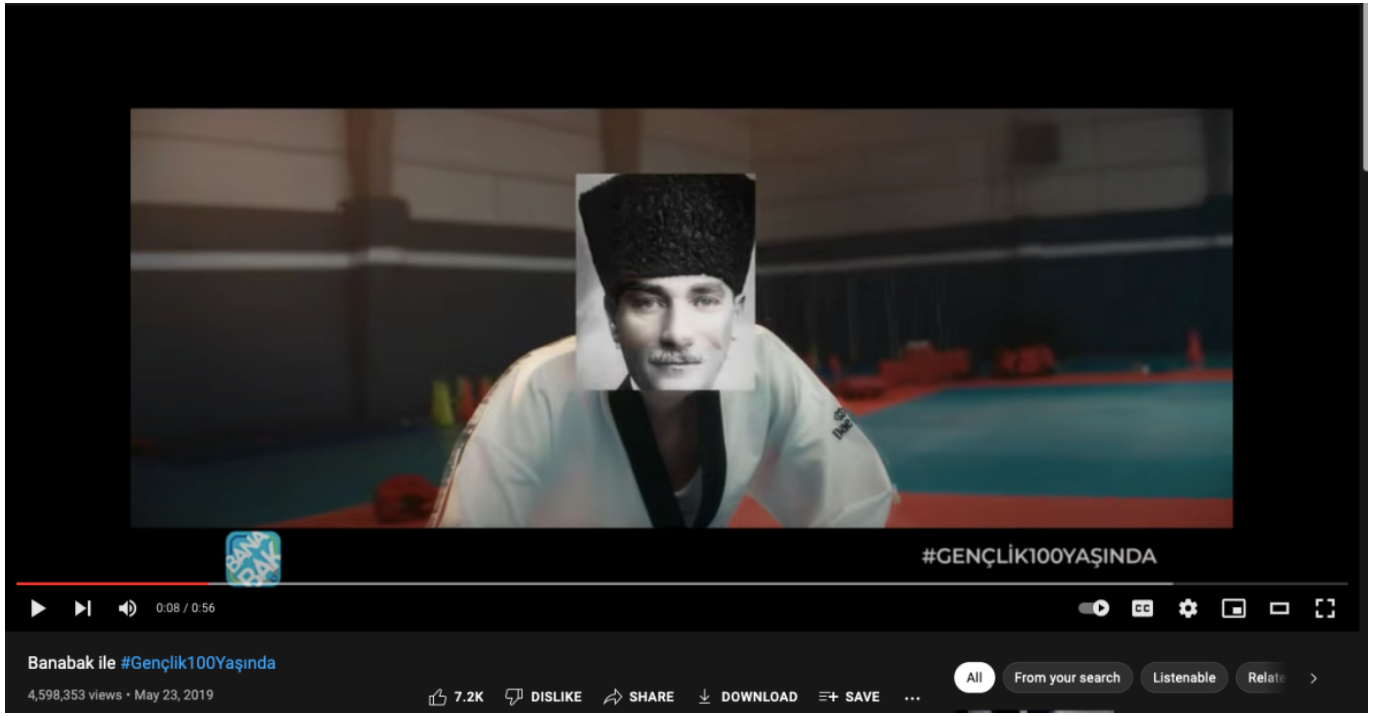 BANA
BAK
#GENÇLİK100YAŞINDA
0:08 / 0:56
CC
Banabak ile #Gençlik100Yaşında
4,598,353 views • May 23, 2019
7.2K DISLIKE SHARE DOWNLOAD SAVE ...
All From your search Listenable Relate